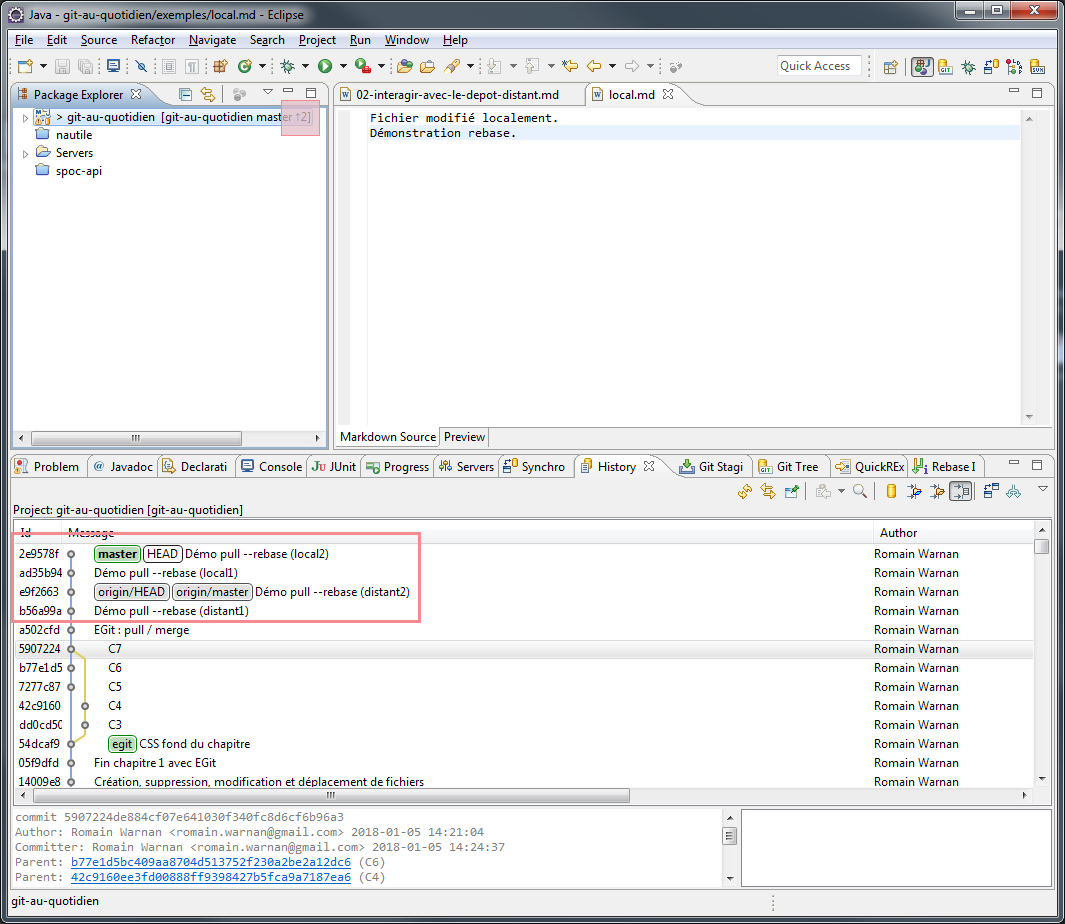 Java - git-au-quotidien/exemples/local.md - Eclipse
File Edit Source Refactor Navigate Search Project Run Window Help
Quick Access
Package Explorer
02-interagir-avec-le-depot-distant.md local.md
> git-au-quotidien [git-au-quotidien master ↑2]
nautile
Servers
spoc-api
Fichier modifié localement.
Démonstration rebase.
Markdown Source Preview
Problem @ Javadoc Declarati Console JU JUnit Progress Servers Synchro History Git Stagi Git Tree QuickREx Rebase I
Project: git-au-quotidien [git-au-quotidien]
Id Message Author
2e9578f master HEAD Démo pull --rebase (local2) Romain Warnan
ad35b94 Démo pull --rebase (local1) Romain Warnan
e9f2663 origin/HEAD origin/master Démo pull --rebase (distant2) Romain Warnan
b56a99a Démo pull --rebase (distant1) Romain Warnan
a502cfd EGit : pull / merge Romain Warnan
5907224 C7 Romain Warnan
b77e1d5 C6 Romain Warnan
7277c87 C5 Romain Warnan
42c9160 C4 Romain Warnan
dd0cd50 C3 Romain Warnan
54dcaf9 egit CSS fond du chapitre Romain Warnan
05f9dfd Fin chapitre 1 avec EGit Romain Warnan
14009e8 Création, suppression, modification et déplacement de fichiers Romain Warnan
commit 5907224de884cf07e641030f340fc8d6cf6b96a3
Author: Romain Warnan <romain.warnan@gmail.com> 2018-01-05 14:21:04
Committer: Romain Warnan <romain.warnan@gmail.com> 2018-01-05 14:24:37
Parent: b77e1d5bc409aa8704d513752f230a2be2a12dc6 (C6)
Parent: 42c9160ee3fd00888ff9398427b5fca9a7187ea6 (C4)
git-au-quotidien